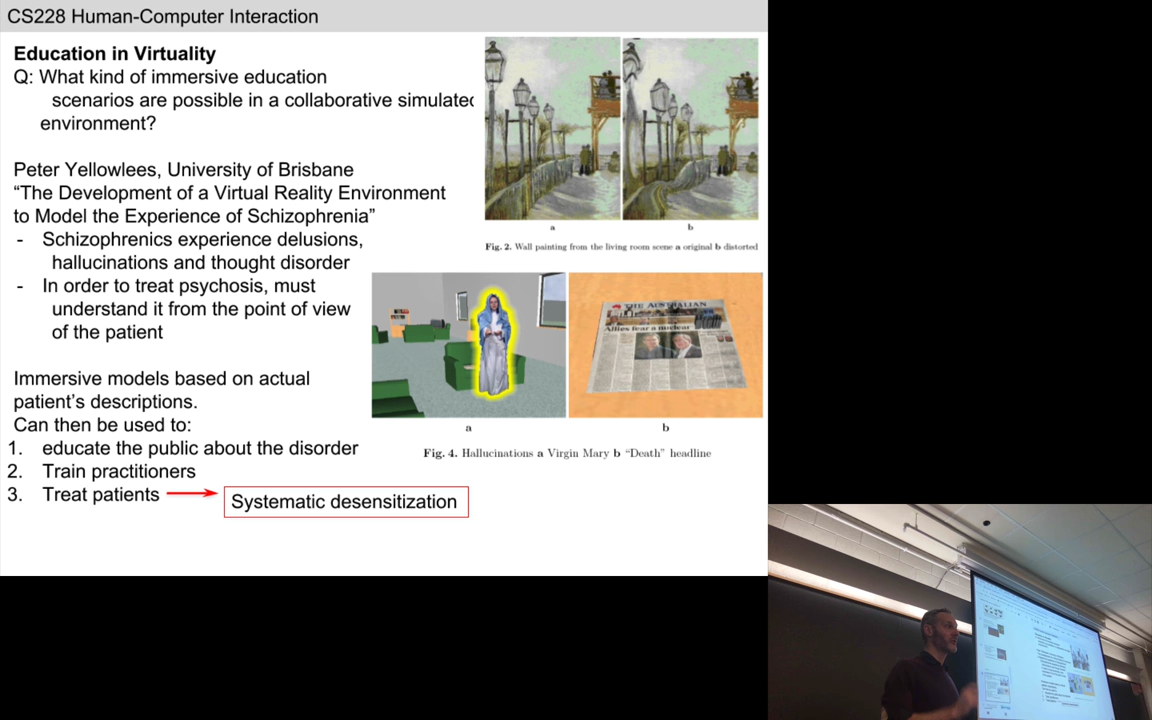 CS228 Human-Computer Interaction
Education in Virtuality
Q: What kind of immersive education
scenarios are possible in a collaborative simulated
environment?
Peter Yellowlees, University of Brisbane
“The Development of a Virtual Reality Environment
to Model the Experience of Schizophrenia”
- Schizophrenics experience delusions,
hallucinations and thought disorder
- In order to treat psychosis, must
understand it from the point of view
of the patient
Immersive models based on actual
patient’s descriptions.
Can then be used to:
1. educate the public about the disorder
2. Train practitioners
3. Treat patients
Systematic desensitization
a b
Fig. 2. Wall painting from the living room scene a original b distorted
THE AUSTRALIAN
Allies fear a nuclear
a b
Fig. 4. Hallucinations a Virgin Mary b “Death” headline